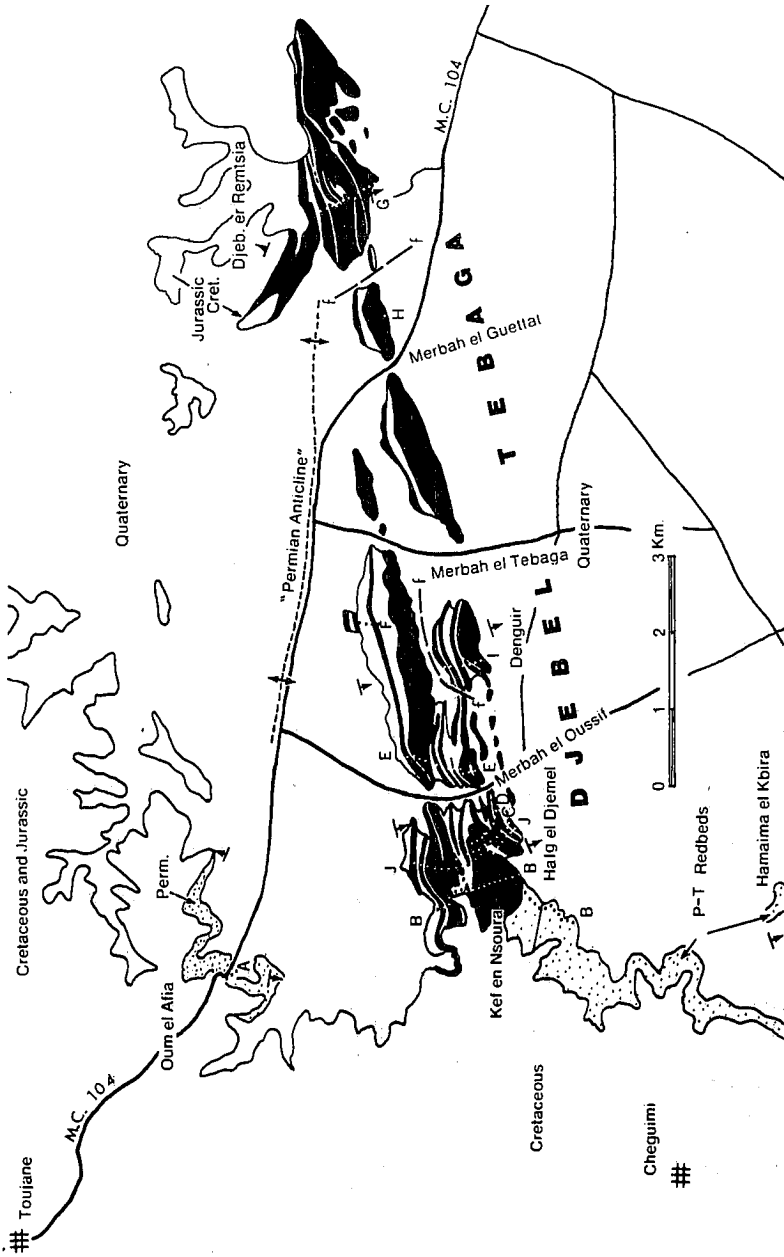 Toujane
M.C. 104
Oum el Afia
Cretaceous and Jurassic
Perm.
A
Quaternary
"Permian Anticline"
Jurassic
Cret.
Djeb. er Remtsia
M.C. 104
G
f
f
H
Merbah el Guettat
Merbah el Tebaga
Quaternary
F
f
f
E
E
I
Denguir
Merbah el Oussif
DJEBEL TEBAGA
J
J
B
B
B
C
D
A
Kef en Nsoura
Halg el Djemel
Cretaceous
Cheguimi
P-T Redbeds
Hamaima el Kbira
0 1 2 3 Km.